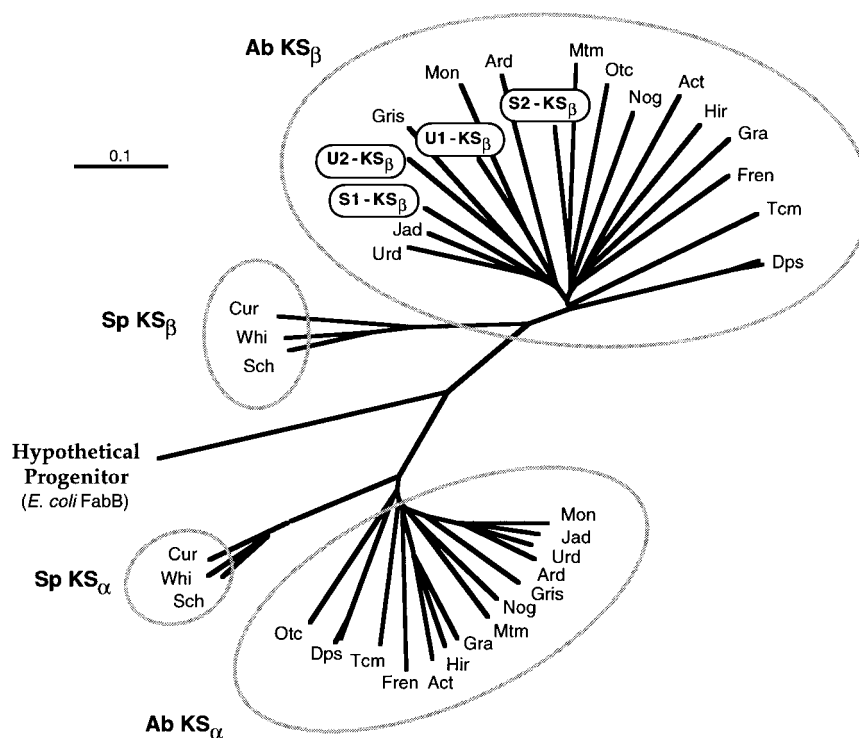 Ab KSβ
Mtm
Ard
Otc
Mon
Act
S2-KSβ
Nog
Gris
Hir
U1-KSβ
Gra
0.1
U2-KSβ
Fren
S1-KSβ
Tcm
Jad
Urd
Dps
Cur
Sp KSβ
Whi
Sch
Hypothetical
Progenitor
(E. coli FabB)
Mon
Jad
Cur
Urd
Ard
Sp KSα
Whi
Gris
Sch
Nog
Otc
Mtm
Dps
Gra
Tcm
Hir
Fren
Act
Ab KSα